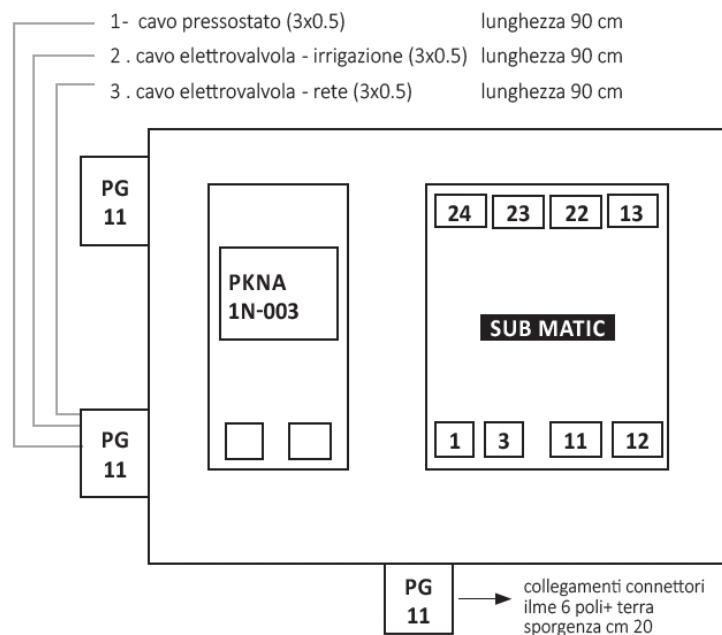 1- cavo pressostato (3x0.5) lunghezza 90 cm
2 . cavo elettrovalvola - irrigazione (3x0.5) lunghezza 90 cm
3 . cavo elettrovalvola - rete (3x0.5) lunghezza 90 cm
PG
11
24 23 22 13
PKNA
1N-003
SUB MATIC
PG
11
1 3 11 12
PG
11
collegamenti connettori
ilme 6 poli+ terra
sporgenza cm 20